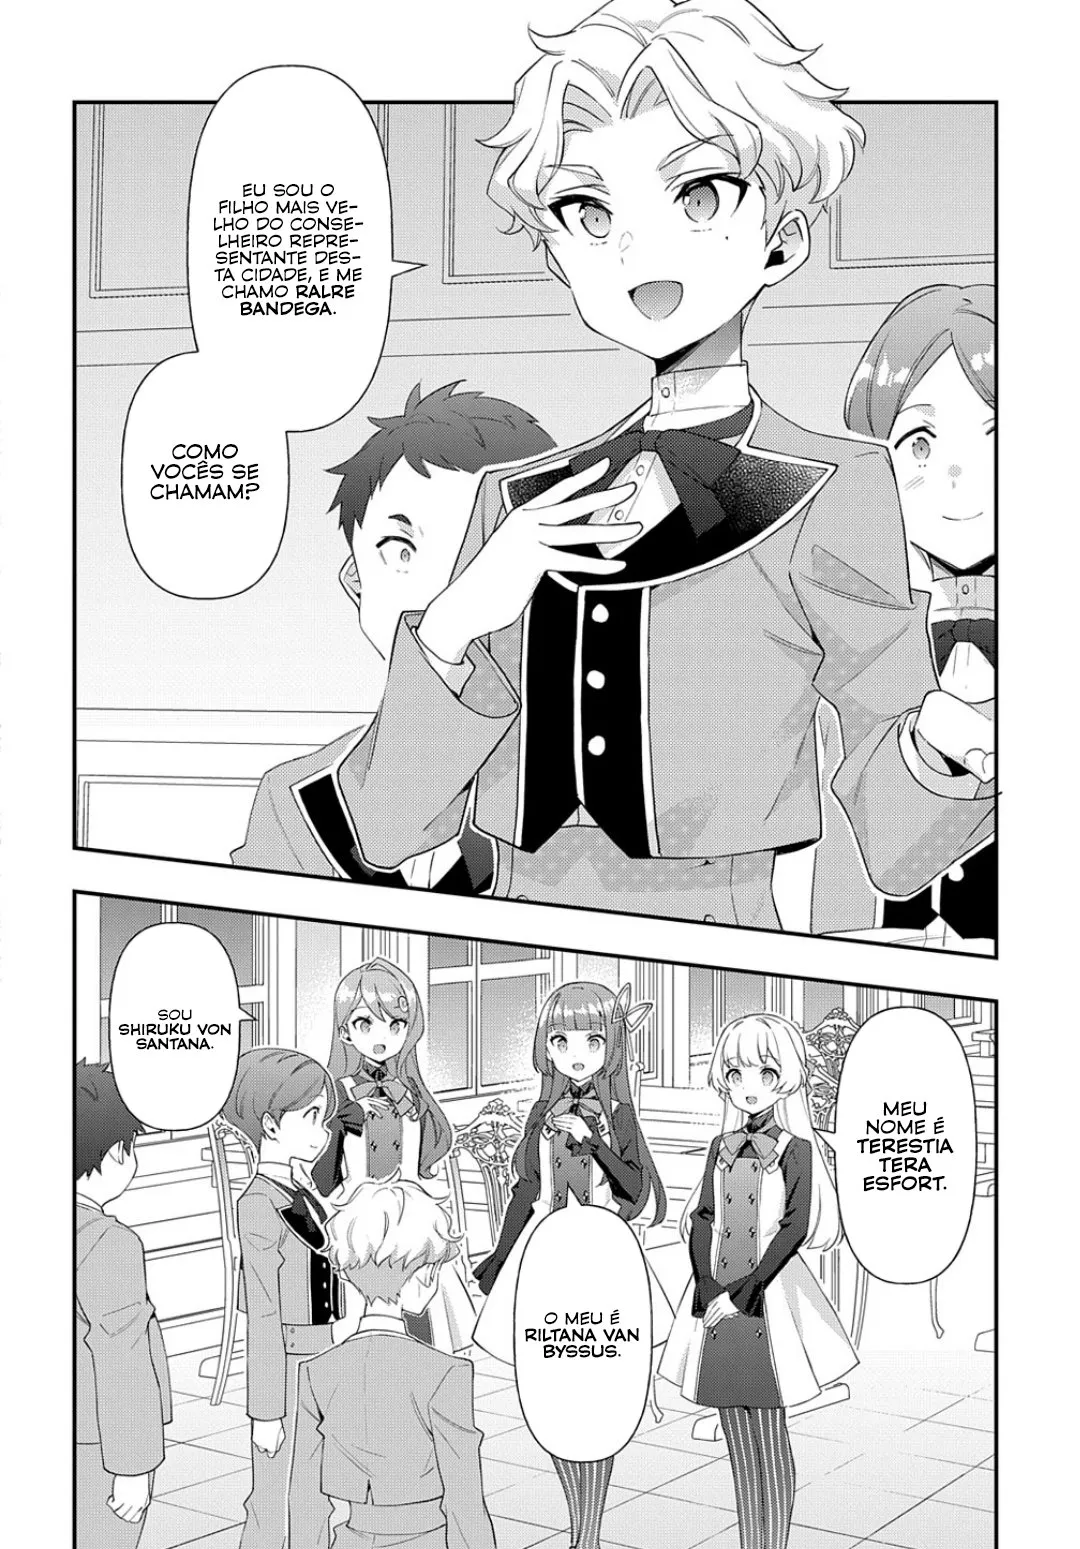 EU SOU O
FILHO MAIS VE-
LHO DO CONSE-
LHEIRO REPRE-
SENTANTE DES-
TA CIDADE, E ME
CHAMO RALRE
BANDEGA.
COMO
VOCÊS SE
CHAMAM?
MEU
NOME É
TERESTIA
TERA
ESFORT.
O MEU É
RILTANA VAN
BYSSUS.
SOU
SHIRUKU VON
SANTANA.